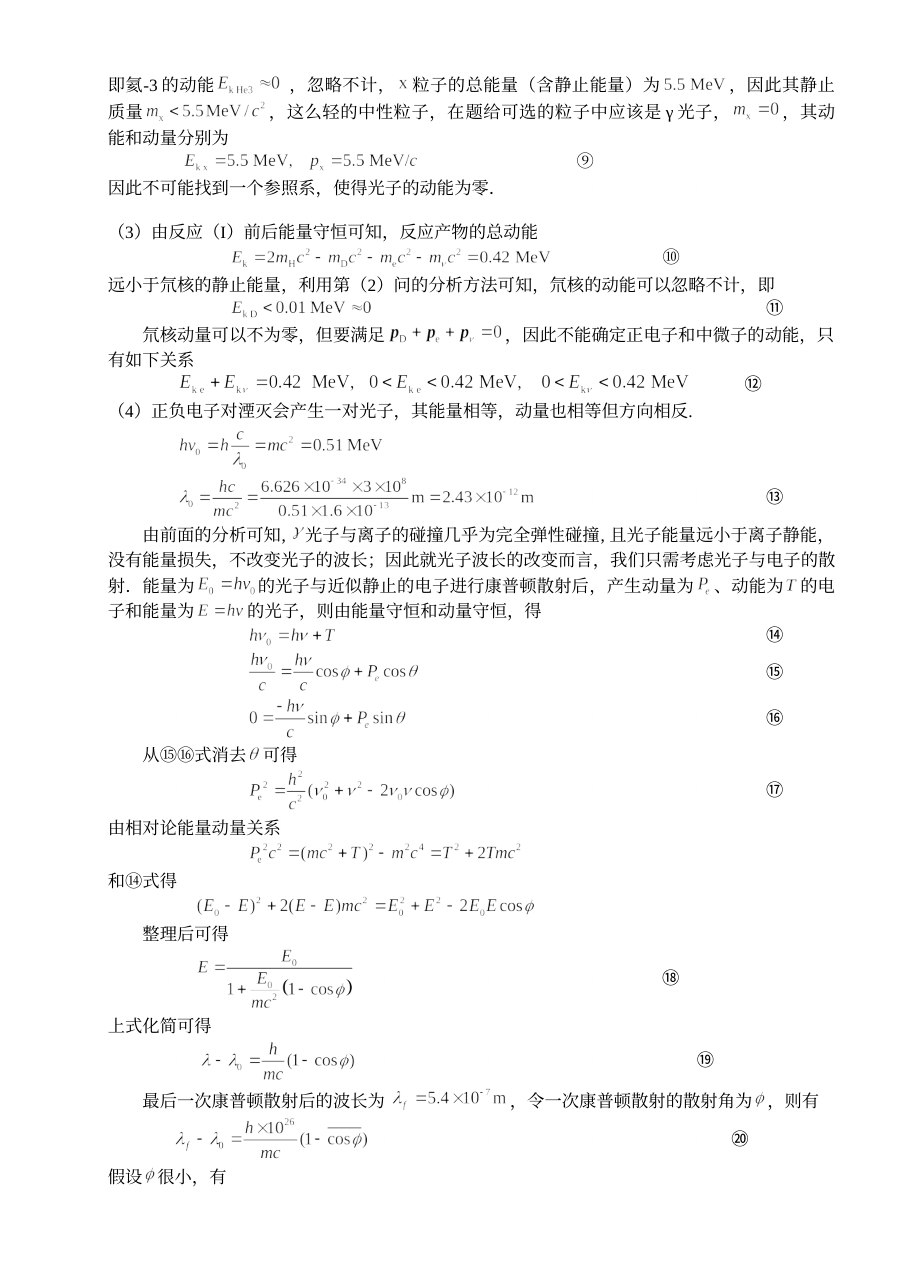 即氦-3 的动能 E_{k He3} ≈0 ，忽略不计， x 粒子的总能量（含静止能量）为 5.5 MeV ，因此其静止
质量 m_x <5.5MeV/c² ，这么轻的中性粒子，在题给可选的粒子中应该是 γ 光子， m_x =0 ，其动
能和动量分别为
E_{k x} =5.5 MeV, p_x =5.5 MeV/c ⑨
因此不可能找到一个参照系，使得光子的动能为零．
（3）由反应（I）前后能量守恒可知，反应产物的总动能
E_k =2m_H c² - m_D c² - m_e c² - m_ν c² =0.42 MeV ⑩
远小于氘核的静止能量，利用第（2）问的分析方法可知，氘核的动能可以忽略不计，即
E_{k D} <0.01 MeV ≈0 ⑪
氘核动量可以不为零，但要满足 p_D + p_e + p_ν =0 ，因此不能确定正电子和中微子的动能，只
有如下关系
E_{k e} +E_{kν} =0.42 MeV, 0<E_{k e} <0.42 MeV, 0<E_{kν} <0.42 MeV ⑫
（4）正负电子对湮灭会产生一对光子，其能量相等，动量也相等但方向相反．
hν_0 =h c/λ_0 =mc² =0.51 MeV
λ_0 = hc/mc² = (6.626×10^{-34} ×3×10^8)/(0.51×1.6×10^{-13}) m =2.43×10^{-12} m ⑬
由前面的分析可知, γ光子与离子的碰撞几乎为完全弹性碰撞, 且光子能量远小于离子静能,
没有能量损失，不改变光子的波长；因此就光子波长的改变而言，我们只需考虑光子与电子的散
射．能量为 E_0 =hν_0 的光子与近似静止的电子进行康普顿散射后，产生动量为 P_e 、动能为 T 的电
子和能量为 E =hν 的光子，则由能量守恒和动量守恒，得
hν_0 =hν+T ⑭
hν_0/c = hν/c cosϕ+P_e cosθ ⑮
0 = -hν/c sinϕ+P_e sinθ ⑯
从⑮⑯式消去 θ 可得
P_e² = h²/c² (ν_0² +ν² - 2ν_0 ν cosϕ) ⑰
由相对论能量动量关系
P_e² c² =(mc² +T)² - m² c⁴ =T² +2Tmc²
和⑭式得
(E_0 - E)² +2(E - E)mc² =E_0² +E² - 2E_0 E cosϕ
整理后可得
E = E_0/(1+ E_0/mc² (1- cosϕ)) ⑱
上式化简可得
λ - λ_0 = h/mc (1- cosϕ) ⑲
最后一次康普顿散射后的波长为 λ_f =5.4×10^{-7} m ，令一次康普顿散射的散射角为 ϕ ，则有
λ_f - λ_0 = (h×10^{26})/mc (1- \overline{cosϕ}) ⑳
假设 ϕ 很小，有